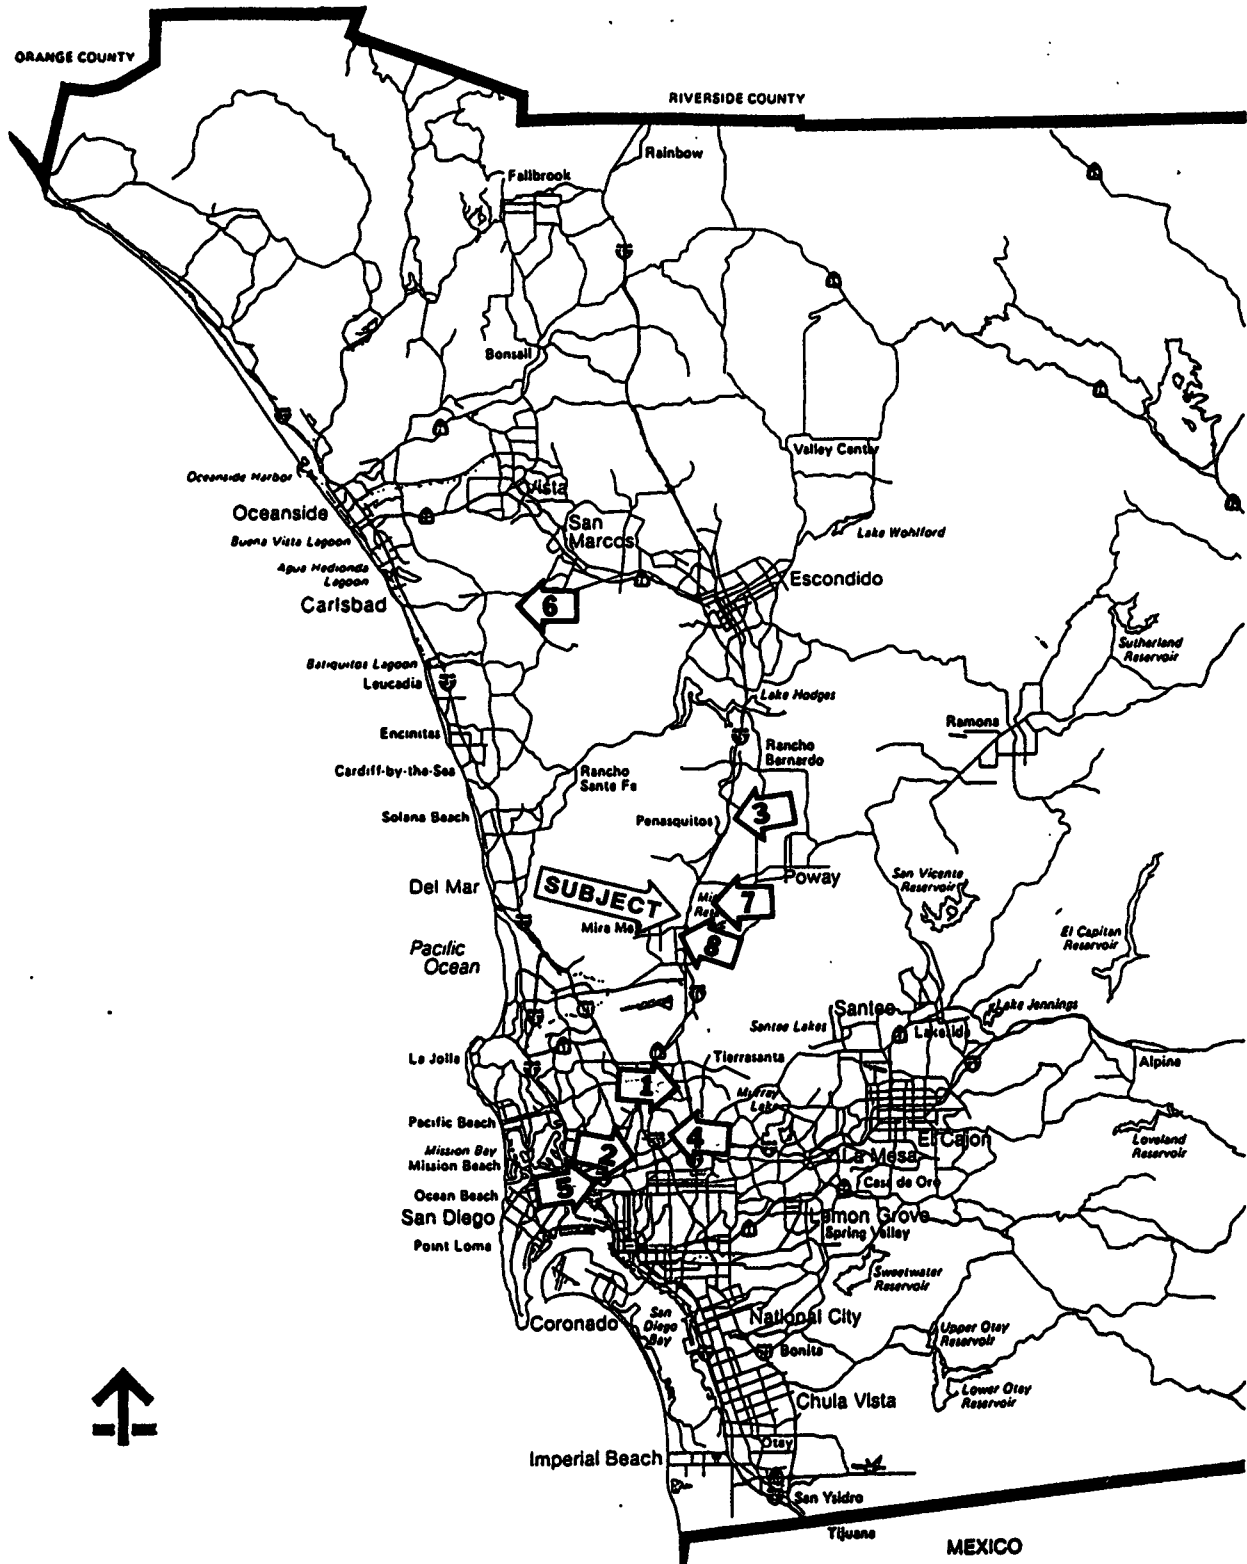 ORANGE COUNTY
RIVERSIDE COUNTY
Rainbow
Fallbrook
Bonsall
Valley Center
Oceanside Harbor
Vista
Oceanside
San
Marcos
Lake Wohlford
Buena Vista Lagoon
Agua Hedionda
Lagoon
Escondido
Carlsbad
6
Sutherland
Reservoir
Batiquitos Lagoon
Leucadia
Lake Hodges
Ramona
Encinitas
Rancho
Bernardo
Cardiff-by-the-Sea
Rancho
Santa Fe
3
Solana Beach
Penasquitos
Poway
San Vicente
Reservoir
Del Mar
SUBJECT
7
Mira Me
8
El Capitan
Reservoir
Pacific
Ocean
Santee
Lake Jennings
Santee Lakes
Lakeside
La Jolla
Tierrasanta
Alpine
1
Murray
Lake
Pacific Beach
4
El Cajon
Loveland
Reservoir
Mission Bay
Mission Beach
2
La Mesa
5
Casa de Oro
Ocean Beach
San Diego
Lemon Grove
Spring Valley
Point Loma
Sweetwater
Reservoir
Coronado
San
Diego
Bay
National City
Upper Otay
Reservoir
Bonita
Lower Otay
Reservoir
Chula Vista
Otay
Imperial Beach
San Ysidro
Tijuana
MEXICO